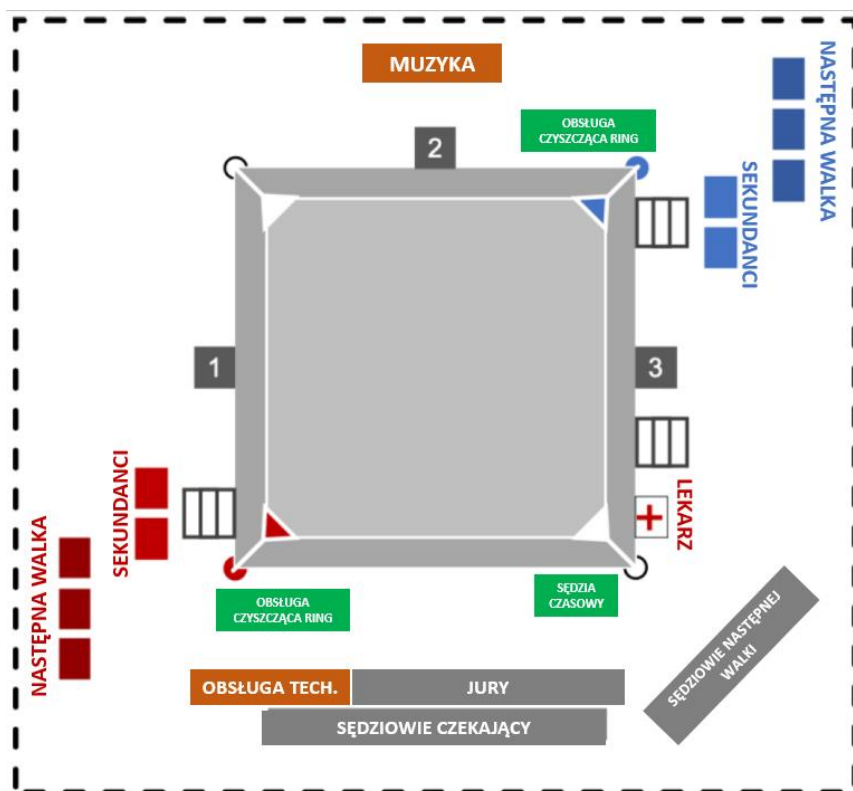 MUZYKA
NASTĘPNA WALKA
OBSŁUGA
CZYSZCZĄCA RING
2
SEKUNDANCI
1
3
SEKUNDANCI
LEKARZ
NASTĘPNA WALKA
OBSŁUGA
CZYSZCZĄCA RING
SĘDZIA
CZASOWY
SĘDZIOWIE NASTĘPNEJ
WALKI
OBSŁUGA TECH.
JURY
SĘDZIOWIE CZEKAJĄCY